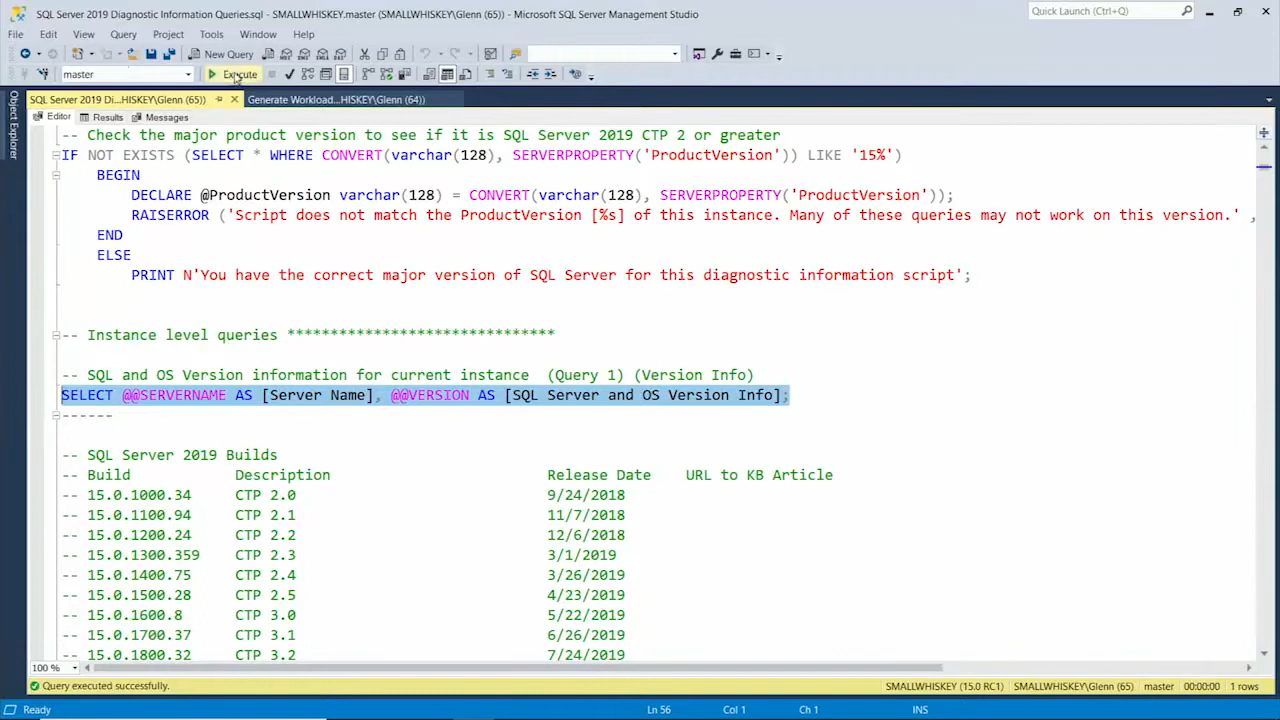 SQL Server 2019 Diagnostic Information Queries.sql - SMALLWHISKEY.master (SMALLWHISKEY\Glenn (65)) - Microsoft SQL Server Management Studio
Quick Launch (Ctrl+Q)
File Edit View Query Project Tools Window Help
New Query
master
Execute
SQL Server 2019 Di...HISKEY\Glenn (65))
Generate Workload...HISKEY\Glenn (64))
Object Explorer
Editor Results Messages
-- Check the major product version to see if it is SQL Server 2019 CTP 2 or greater
IF NOT EXISTS (SELECT * WHERE CONVERT(varchar(128), SERVERPROPERTY('ProductVersion')) LIKE '15%')
BEGIN
DECLARE @ProductVersion varchar(128) = CONVERT(varchar(128), SERVERPROPERTY('ProductVersion'));
RAISERROR ('Script does not match the ProductVersion [%s] of this instance. Many of these queries may not work on this version.' ,
END
ELSE
PRINT N'You have the correct major version of SQL Server for this diagnostic information script';
-- Instance level queries *******************************
-- SQL and OS Version information for current instance (Query 1) (Version Info)
SELECT @@SERVERNAME AS [Server Name], @@VERSION AS [SQL Server and OS Version Info];
------
-- SQL Server 2019 Builds
-- Build Description Release Date URL to KB Article
-- 15.0.1000.34 CTP 2.0 9/24/2018
-- 15.0.1100.94 CTP 2.1 11/7/2018
-- 15.0.1200.24 CTP 2.2 12/6/2018
-- 15.0.1300.359 CTP 2.3 3/1/2019
-- 15.0.1400.75 CTP 2.4 3/26/2019
-- 15.0.1500.28 CTP 2.5 4/23/2019
-- 15.0.1600.8 CTP 3.0 5/22/2019
-- 15.0.1700.37 CTP 3.1 6/26/2019
-- 15.0.1800.32 CTP 3.2 7/24/2019
100 %
Query executed successfully.
SMALLWHISKEY (15.0 RC1) SMALLWHISKEY\Glenn (65) master 00:00:00 1 rows
Ready Ln 56 Col 1 Ch 1 INS